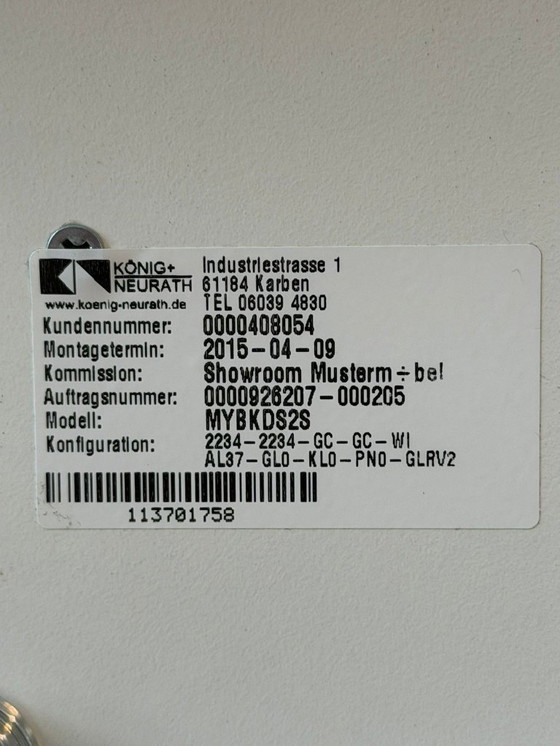 KÖNIG+
NEURATH
www.koenig-neurath.de
Industriestrasse 1
61184 Karben
TEL 06039 4830
Kundennummer: 0000408054
Montagetermin: 2015-04-09
Kommission: Showroom Musterm÷bel
Auftragsnummer: 0000926207-000205
Modell: MYBKDS2S
Konfiguration: 2234-2234-GC-GC-WI
AL37-GL0-KL0-PN0-GLRV2
113701758